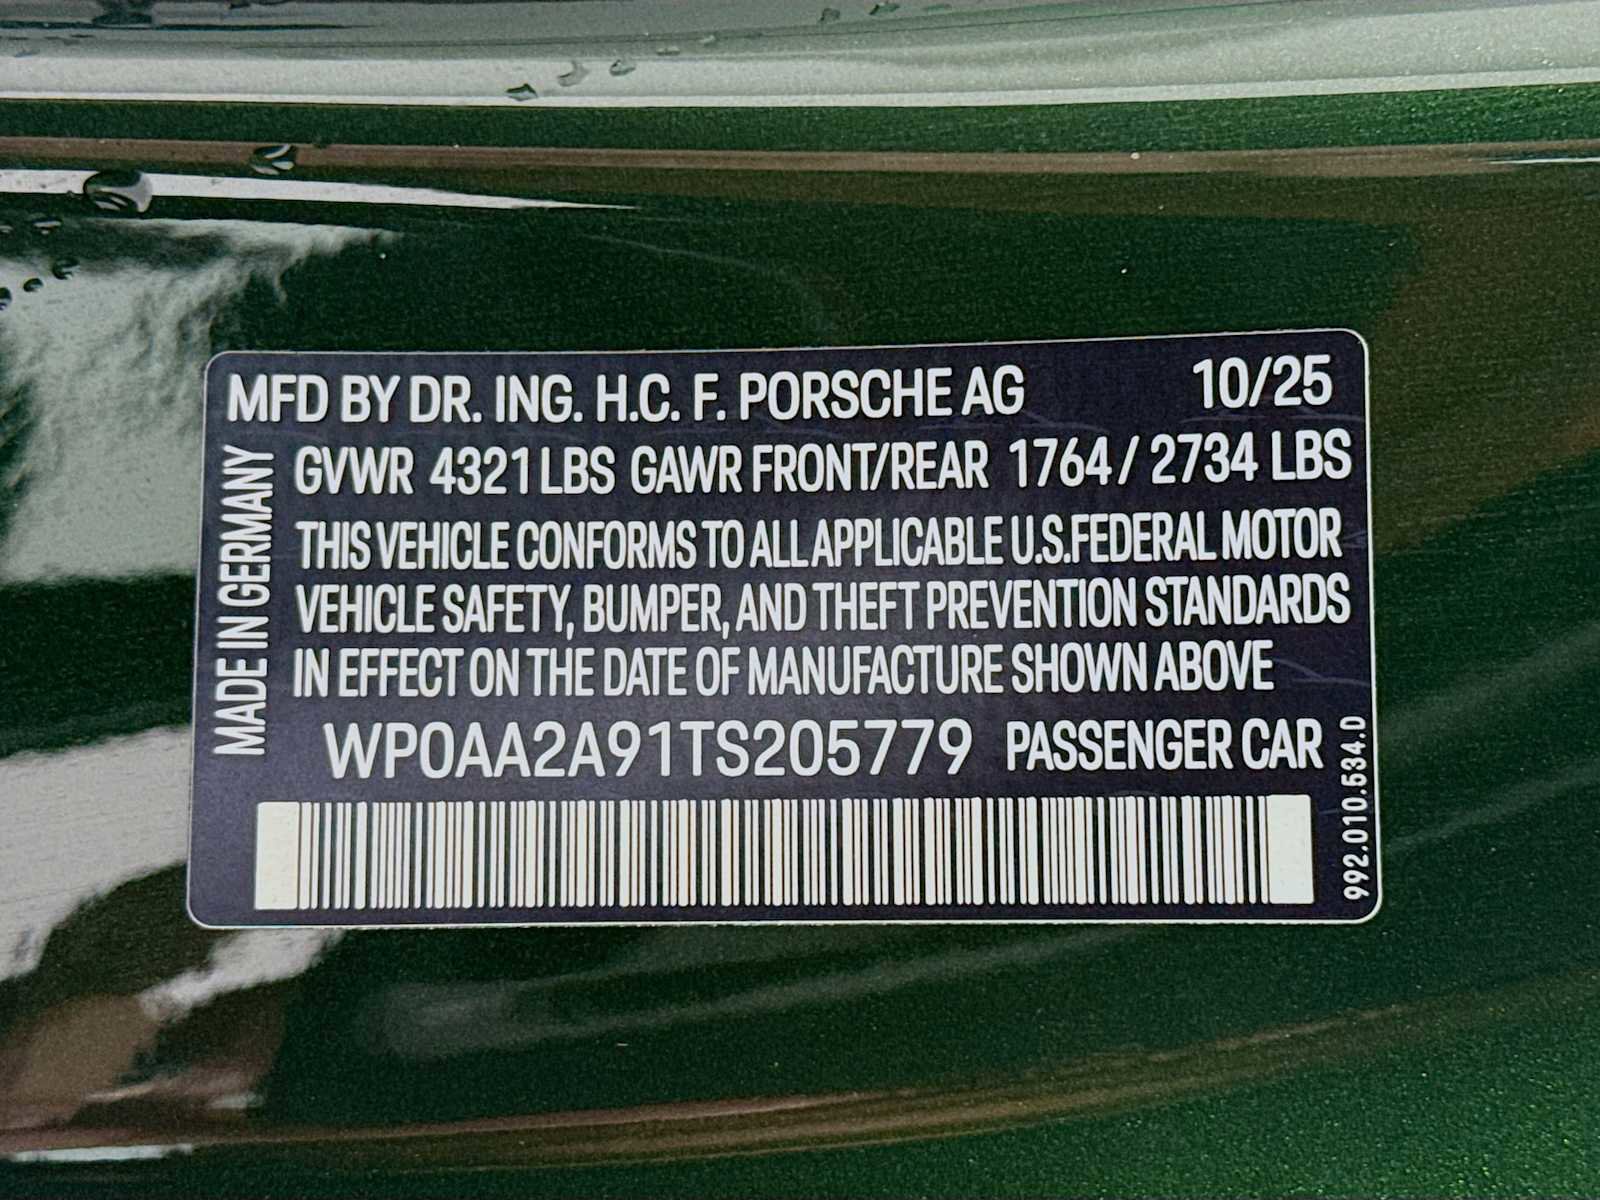 MFD BY DR. ING. H.C. F. PORSCHE AG 10/25
GVWR 4321 LBS GAWR FRONT/REAR 1764 / 2734 LBS
THIS VEHICLE CONFORMS TO ALL APPLICABLE U.S.FEDERAL MOTOR
VEHICLE SAFETY, BUMPER, AND THEFT PREVENTION STANDARDS
IN EFFECT ON THE DATE OF MANUFACTURE SHOWN ABOVE
WP0AA2A91TS205779 PASSENGER CAR
MADE IN GERMANY
992.010.534.D